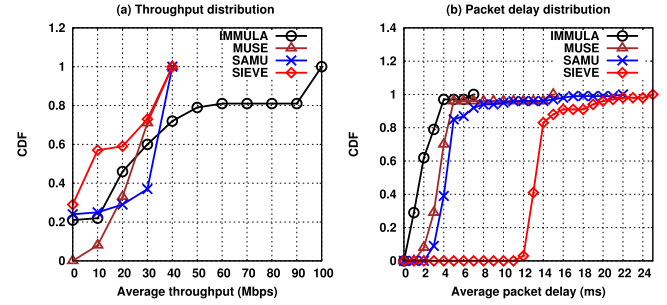 (a) Throughput distribution
1.2
1
0.8
0.6
0.4
0.2
0
CDF
IMMULA
MUSE
SAMU
SIEVE
0 10 20 30 40 50 60 70 80 90 100
Average throughput (Mbps)
(b) Packet delay distribution
1.4
1.2
1
0.8
0.6
0.4
0.2
0
CDF
IMMULA
MUSE
SAMU
SIEVE
0 2 4 6 8 10 12 14 16 18 20 22 24
Average packet delay (ms)